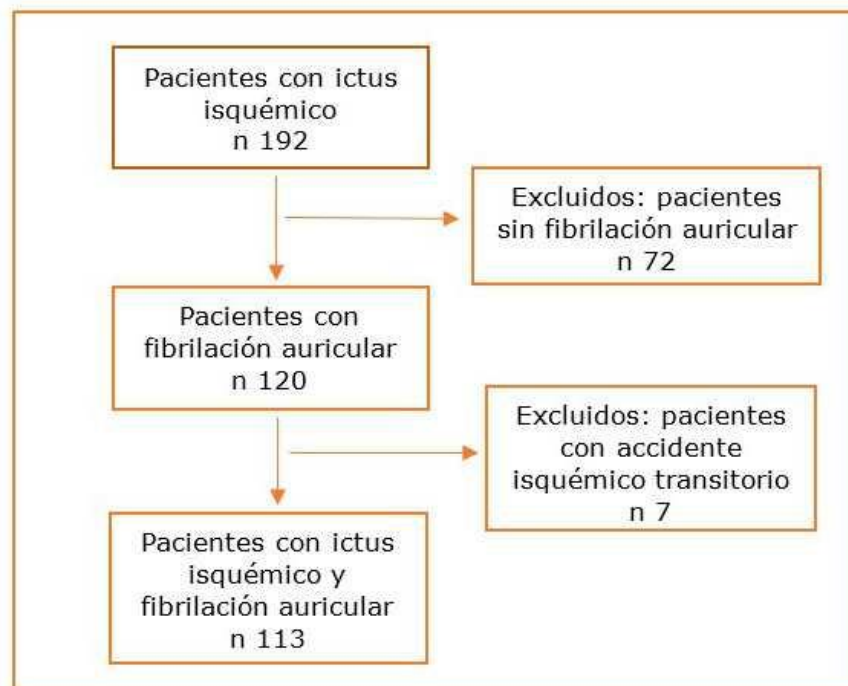 Pacientes con ictus
isquémico
n 192
Excluidos: pacientes
sin fibrilación auricular
n 72
Pacientes con
fibrilación auricular
n 120
Excluidos: pacientes
con accidente
isquémico transitorio
n 7
Pacientes con ictus
isquémico y
fibrilación auricular
n 113